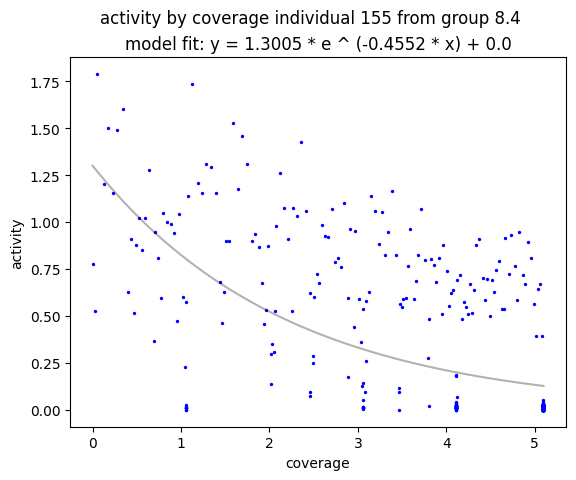 activity by coverage individual 155 from group 8.4
model fit: y = 1.3005 * e ^ (-0.4552 * x) + 0.0
1.75
1.50
1.25
1.00
0.75
0.50
0.25
0.00
activity
0 1 2 3 4 5
coverage